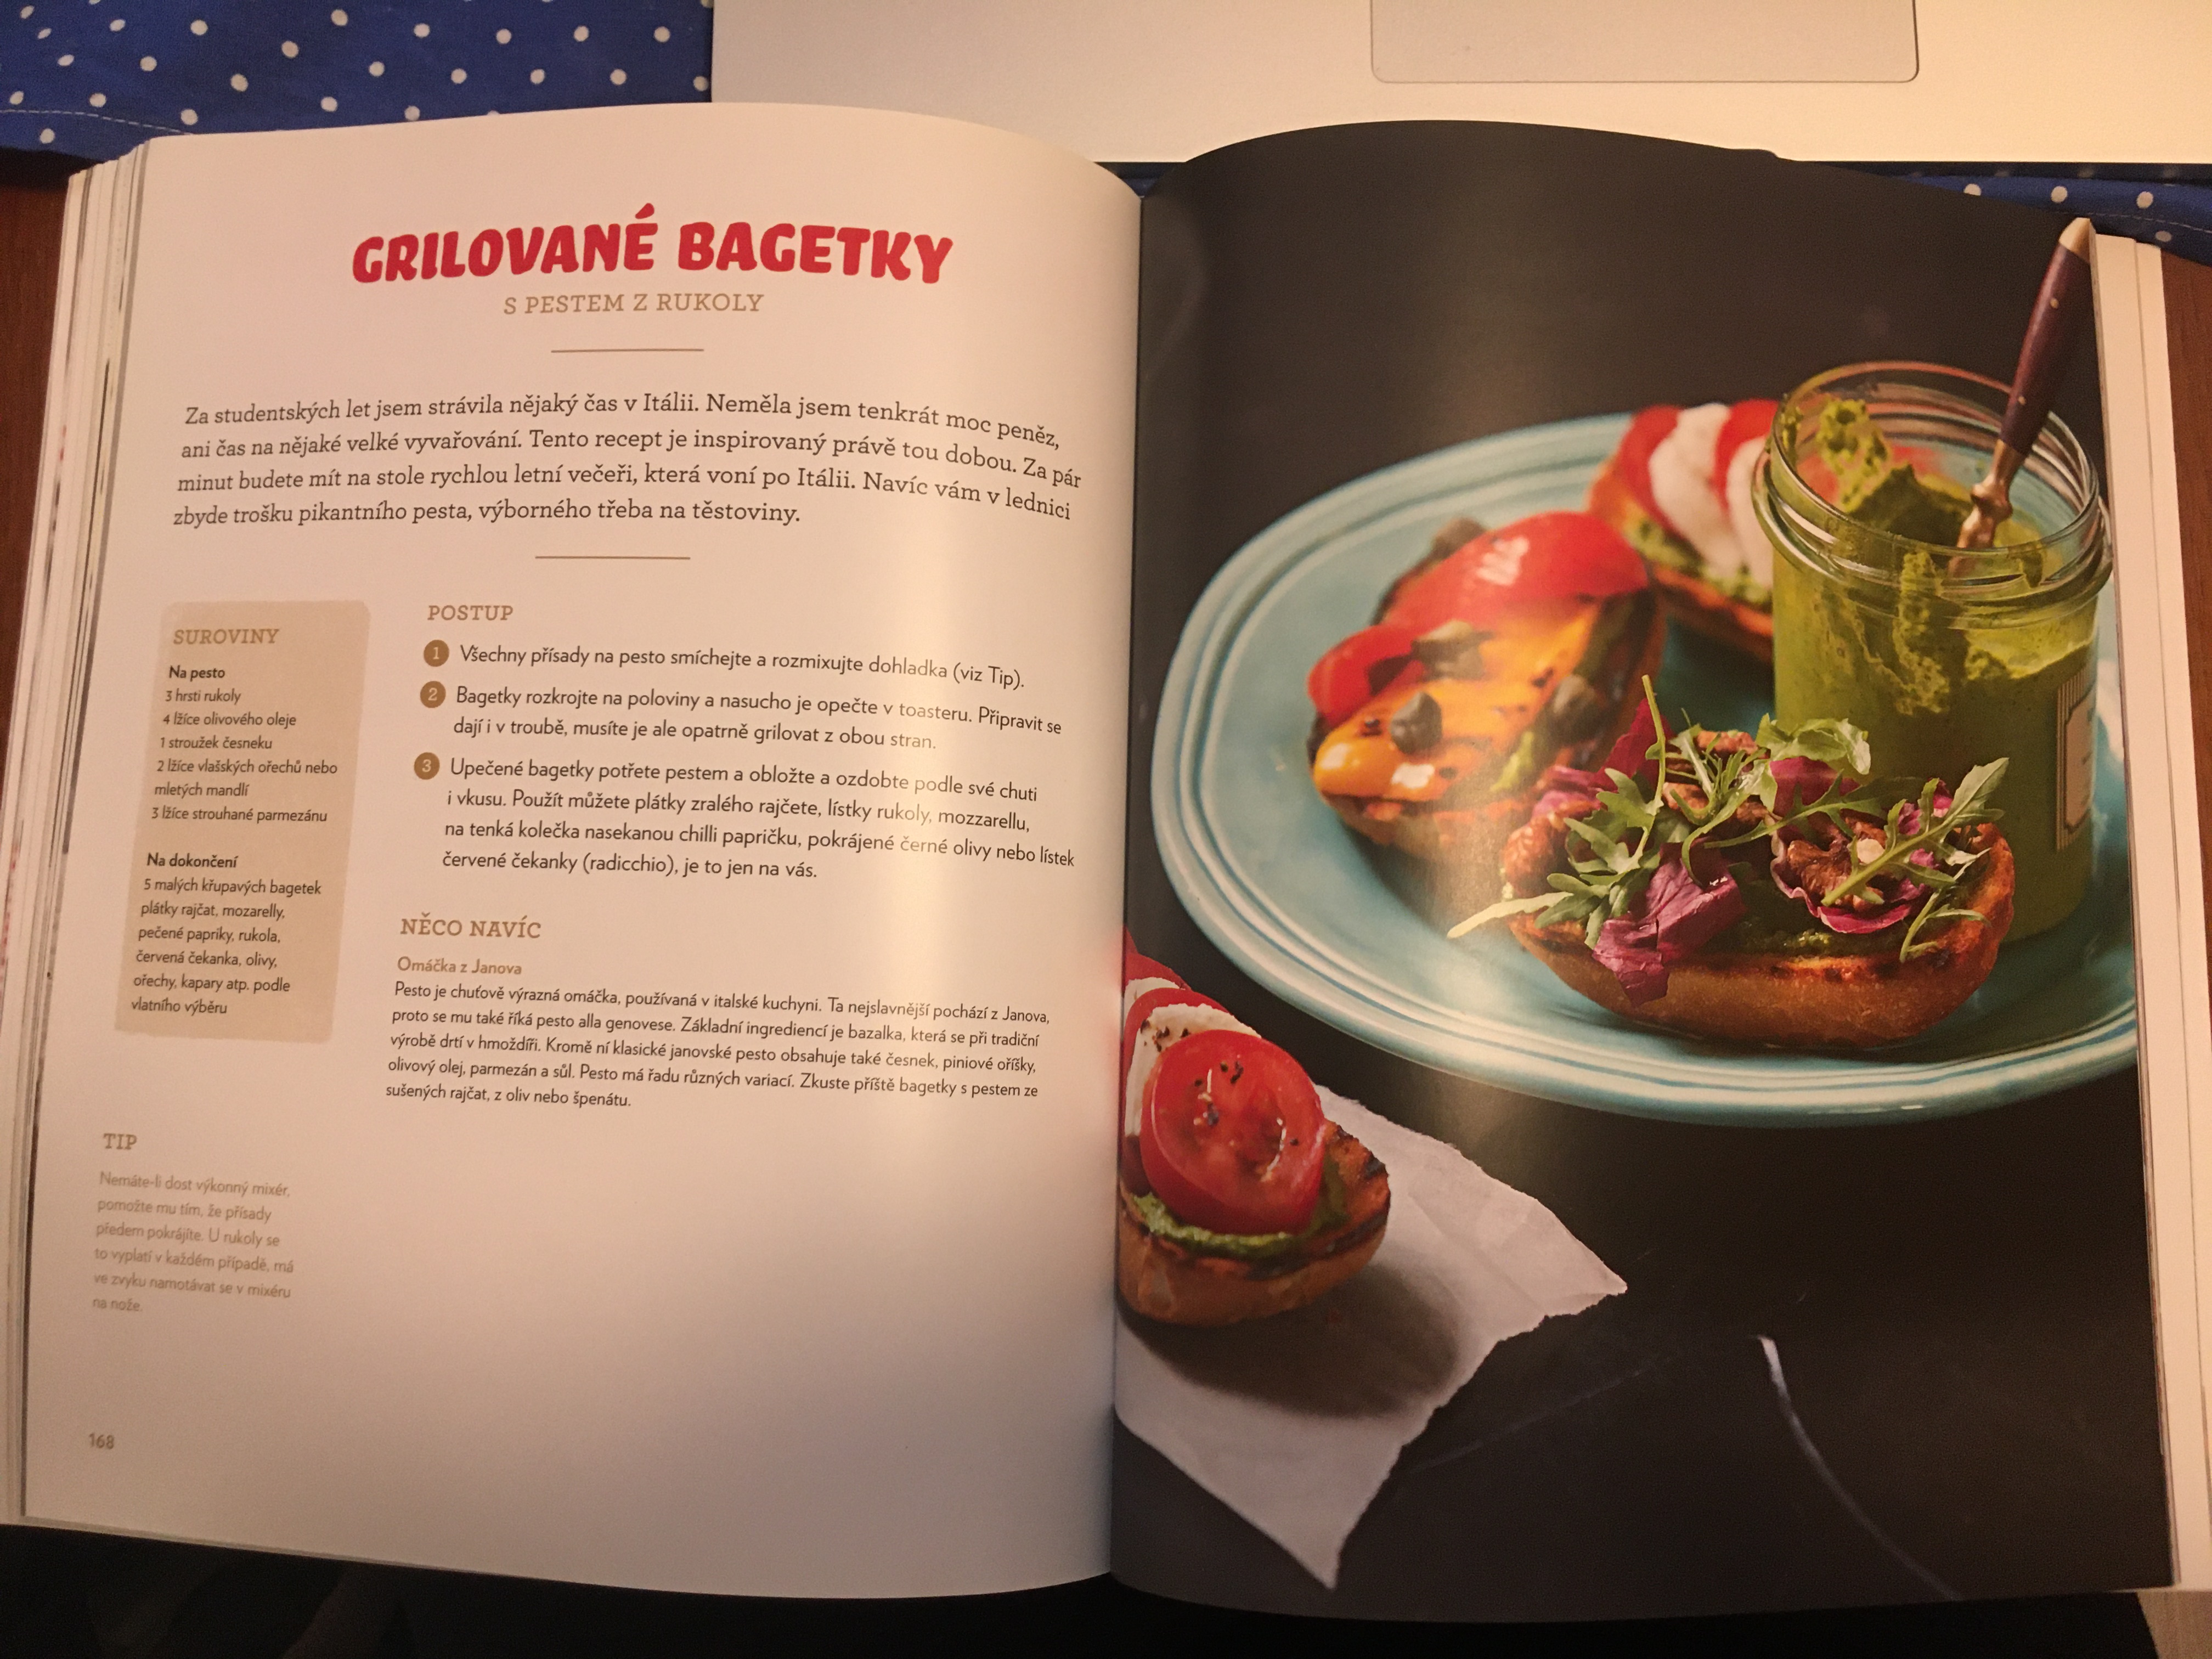 GRILOVANÉ BAGETKY
S PESTEM Z RUKOLY
Za studentských let jsem strávila nějaký čas v Itálii. Neměla jsem tenkrát moc peněz,
ani čas na nějaké velké vyvařování. Tento recept je inspirovaný právě tou dobou. Za pár
minut budete mít na stole rychlou letní večeři, která voní po Itálii. Navíc vám v lednici
zbyde trošku pikantního pesta, výborného třeba na těstoviny.
SUROVINY
Na pesto
3 hrsti rukoly
4 lžíce olivového oleje
1 stroužek česneku
2 lžíce vlašských ořechů nebo
mletých mandlí
3 lžíce strouhané parmezánu
Na dokončení
5 malých křupavých bagetek
plátky rajčat, mozarelly,
pečené papriky, rukola,
červená čekanka, olivy,
ořechy, kapary atp. podle
vlatního výběru
TIP
Nemáte-li dost výkonný mixér,
pomožte mu tím, že přísady
předem pokrájíte. U rukoly se
to vyplatí v každém případě, má
ve zvyku namotávat se v mixéru
na nože.
POSTUP
1 Všechny přísady na pesto smíchejte a rozmixujte dohladka (viz Tip).
2 Bagetky rozkrojte na poloviny a nasucho je opečte v toasteru. Připravit se
dají i v troubě, musíte je ale opatrně grilovat z obou stran.
3 Upečené bagetky potřete pestem a obložte a ozdobte podle své chuti
i vkusu. Použít můžete plátky zralého rajčete, lístky rukoly, mozzarellu,
na tenká kolečka nasekanou chilli papričku, pokrájené černé olivy nebo lístek
červené čekanky (radicchio), je to jen na vás.
NĚCO NAVÍC
Omáčka z Janova
Pesto je chuťově výrazná omáčka, používaná v italské kuchyni. Ta nejslavnější pochází z Janova,
proto se mu také říká pesto alla genovese. Základní ingrediencí je bazalka, která se při tradiční
výrobě drtí v hmoždíři. Kromě ní klasické janovské pesto obsahuje také česnek, piniové oříšky,
olivový olej, parmezán a sůl. Pesto má řadu různých variací. Zkuste příště bagetky s pestem ze
sušených rajčat, z oliv nebo špenátu.
168